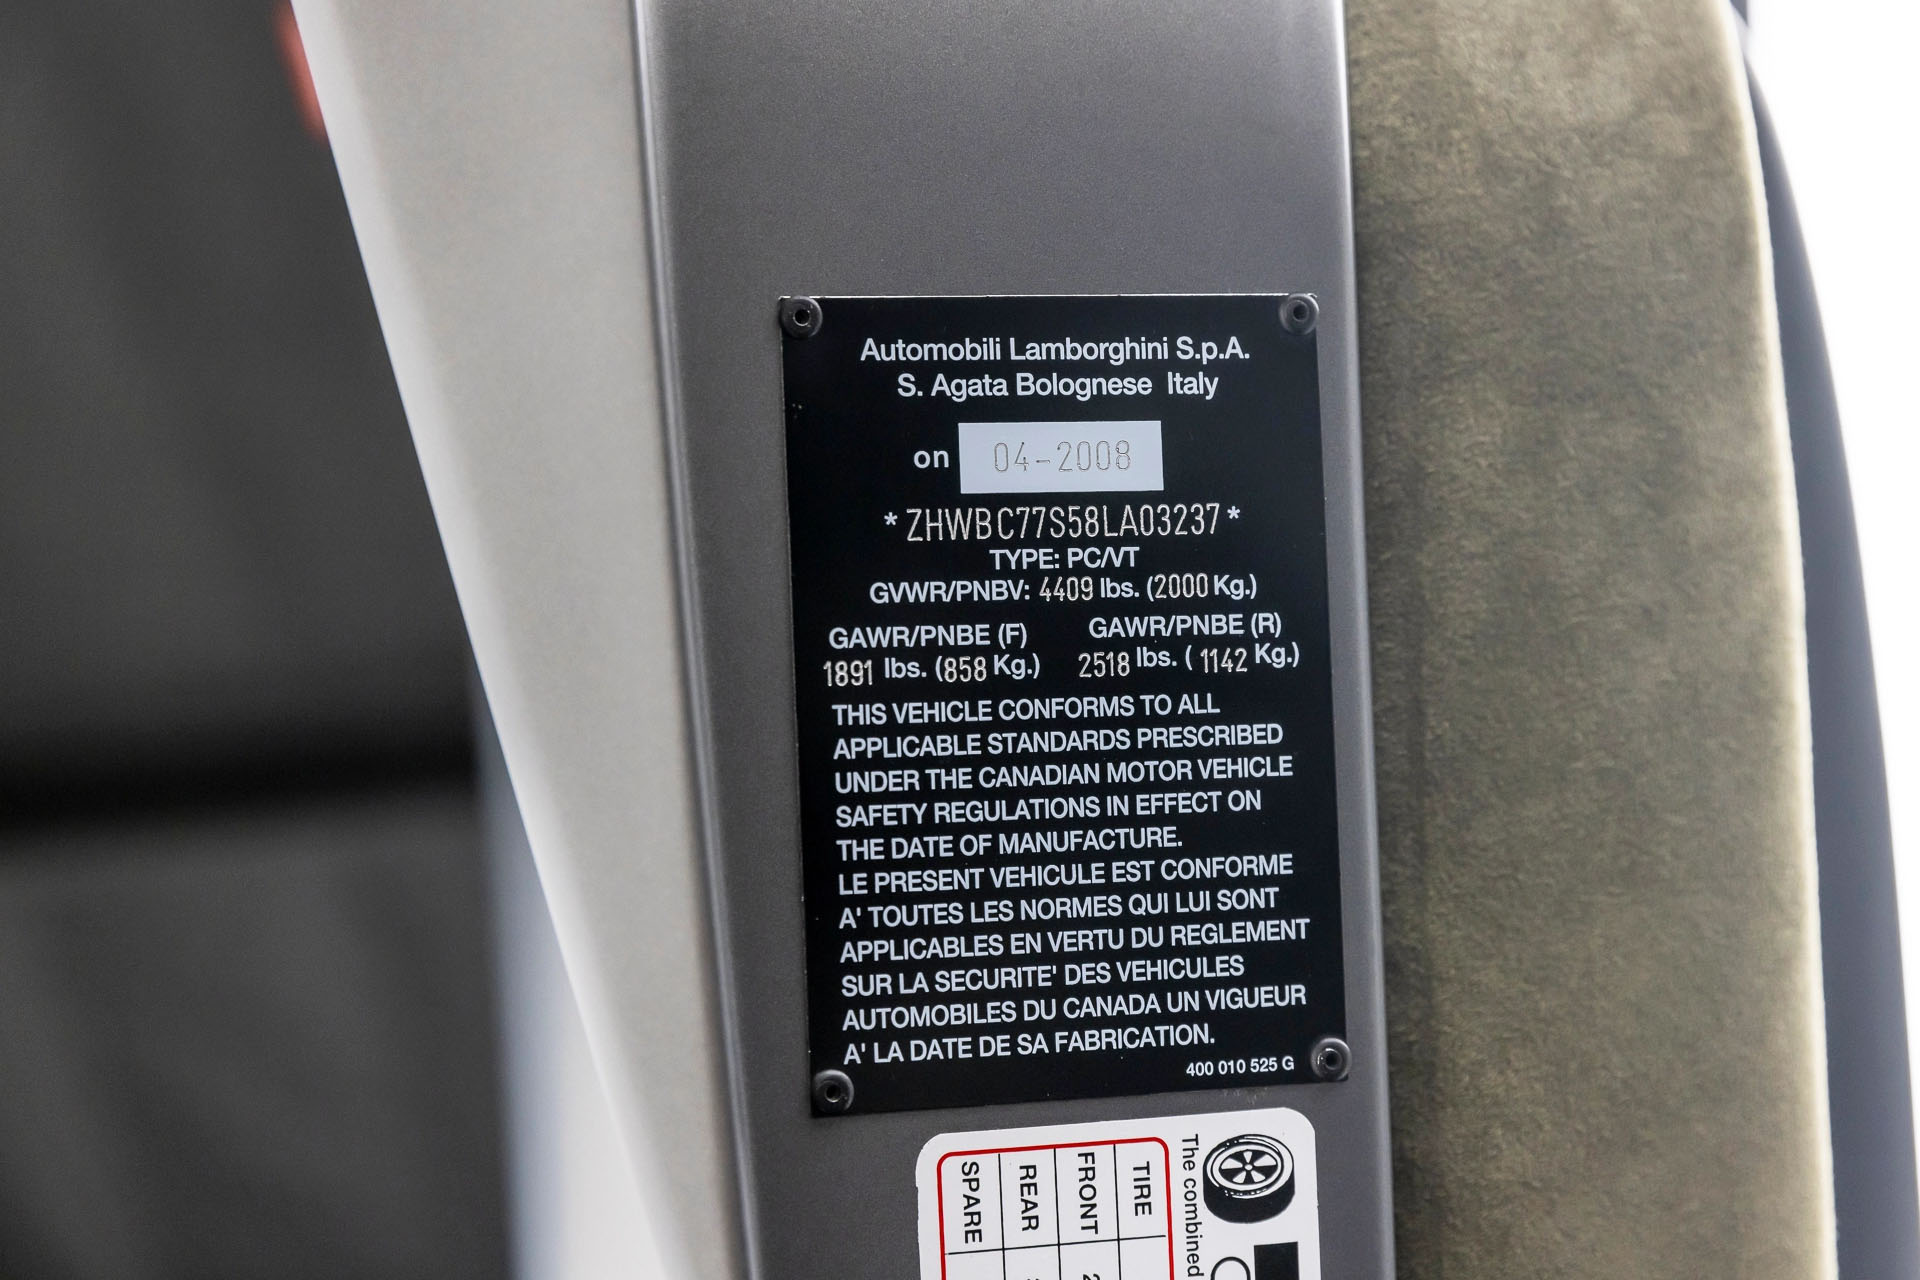 Automobili Lamborghini S.p.A.
S. Agata Bolognese Italy
on 04-2008
*ZHWBC77S58LA03237*
TYPE: PC/VT
GVWR/PNBV: 4409 lbs. (2000 Kg.)
GAWR/PNBE (F) GAWR/PNBE (R)
1891 lbs. (858 Kg.) 2518 lbs. ( 1142 Kg.)
THIS VEHICLE CONFORMS TO ALL
APPLICABLE STANDARDS PRESCRIBED
UNDER THE CANADIAN MOTOR VEHICLE
SAFETY REGULATIONS IN EFFECT ON
THE DATE OF MANUFACTURE.
LE PRESENT VEHICULE EST CONFORME
A' TOUTES LES NORMES QUI LUI SONT
APPLICABLES EN VERTU DU REGLEMENT
SUR LA SECURITE' DES VEHICULES
AUTOMOBILES DU CANADA UN VIGUEUR
A' LA DATE DE SA FABRICATION.
400 010 525 G
The combined
TIRE
FRONT
REAR
SPARE